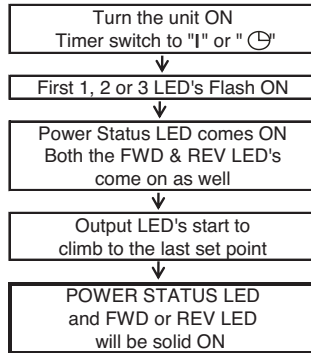 Turn the unit ON
Timer switch to "I" or " "
First 1, 2 or 3 LED's Flash ON
Power Status LED comes ON
Both the FWD & REV LED's
come on as well
Output LED's start to
climb to the last set point
POWER STATUS LED
and FWD or REV LED
will be solid ON